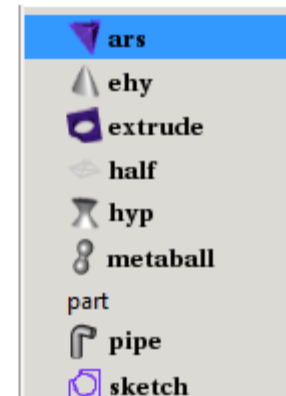 ars
ehy
extrude
half
hyp
metaball
part
pipe
sketch